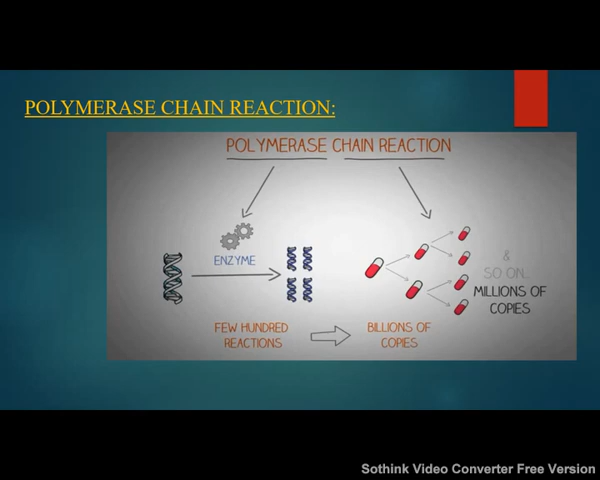 POLYMERASE CHAIN REACTION:
POLYMERASE CHAIN REACTION
ENZYME
&
SO ON..
MILLIONS OF
COPIES
FEW HUNDRED
REACTIONS
BILLIONS OF
COPIES
Sothink Video Converter Free Version